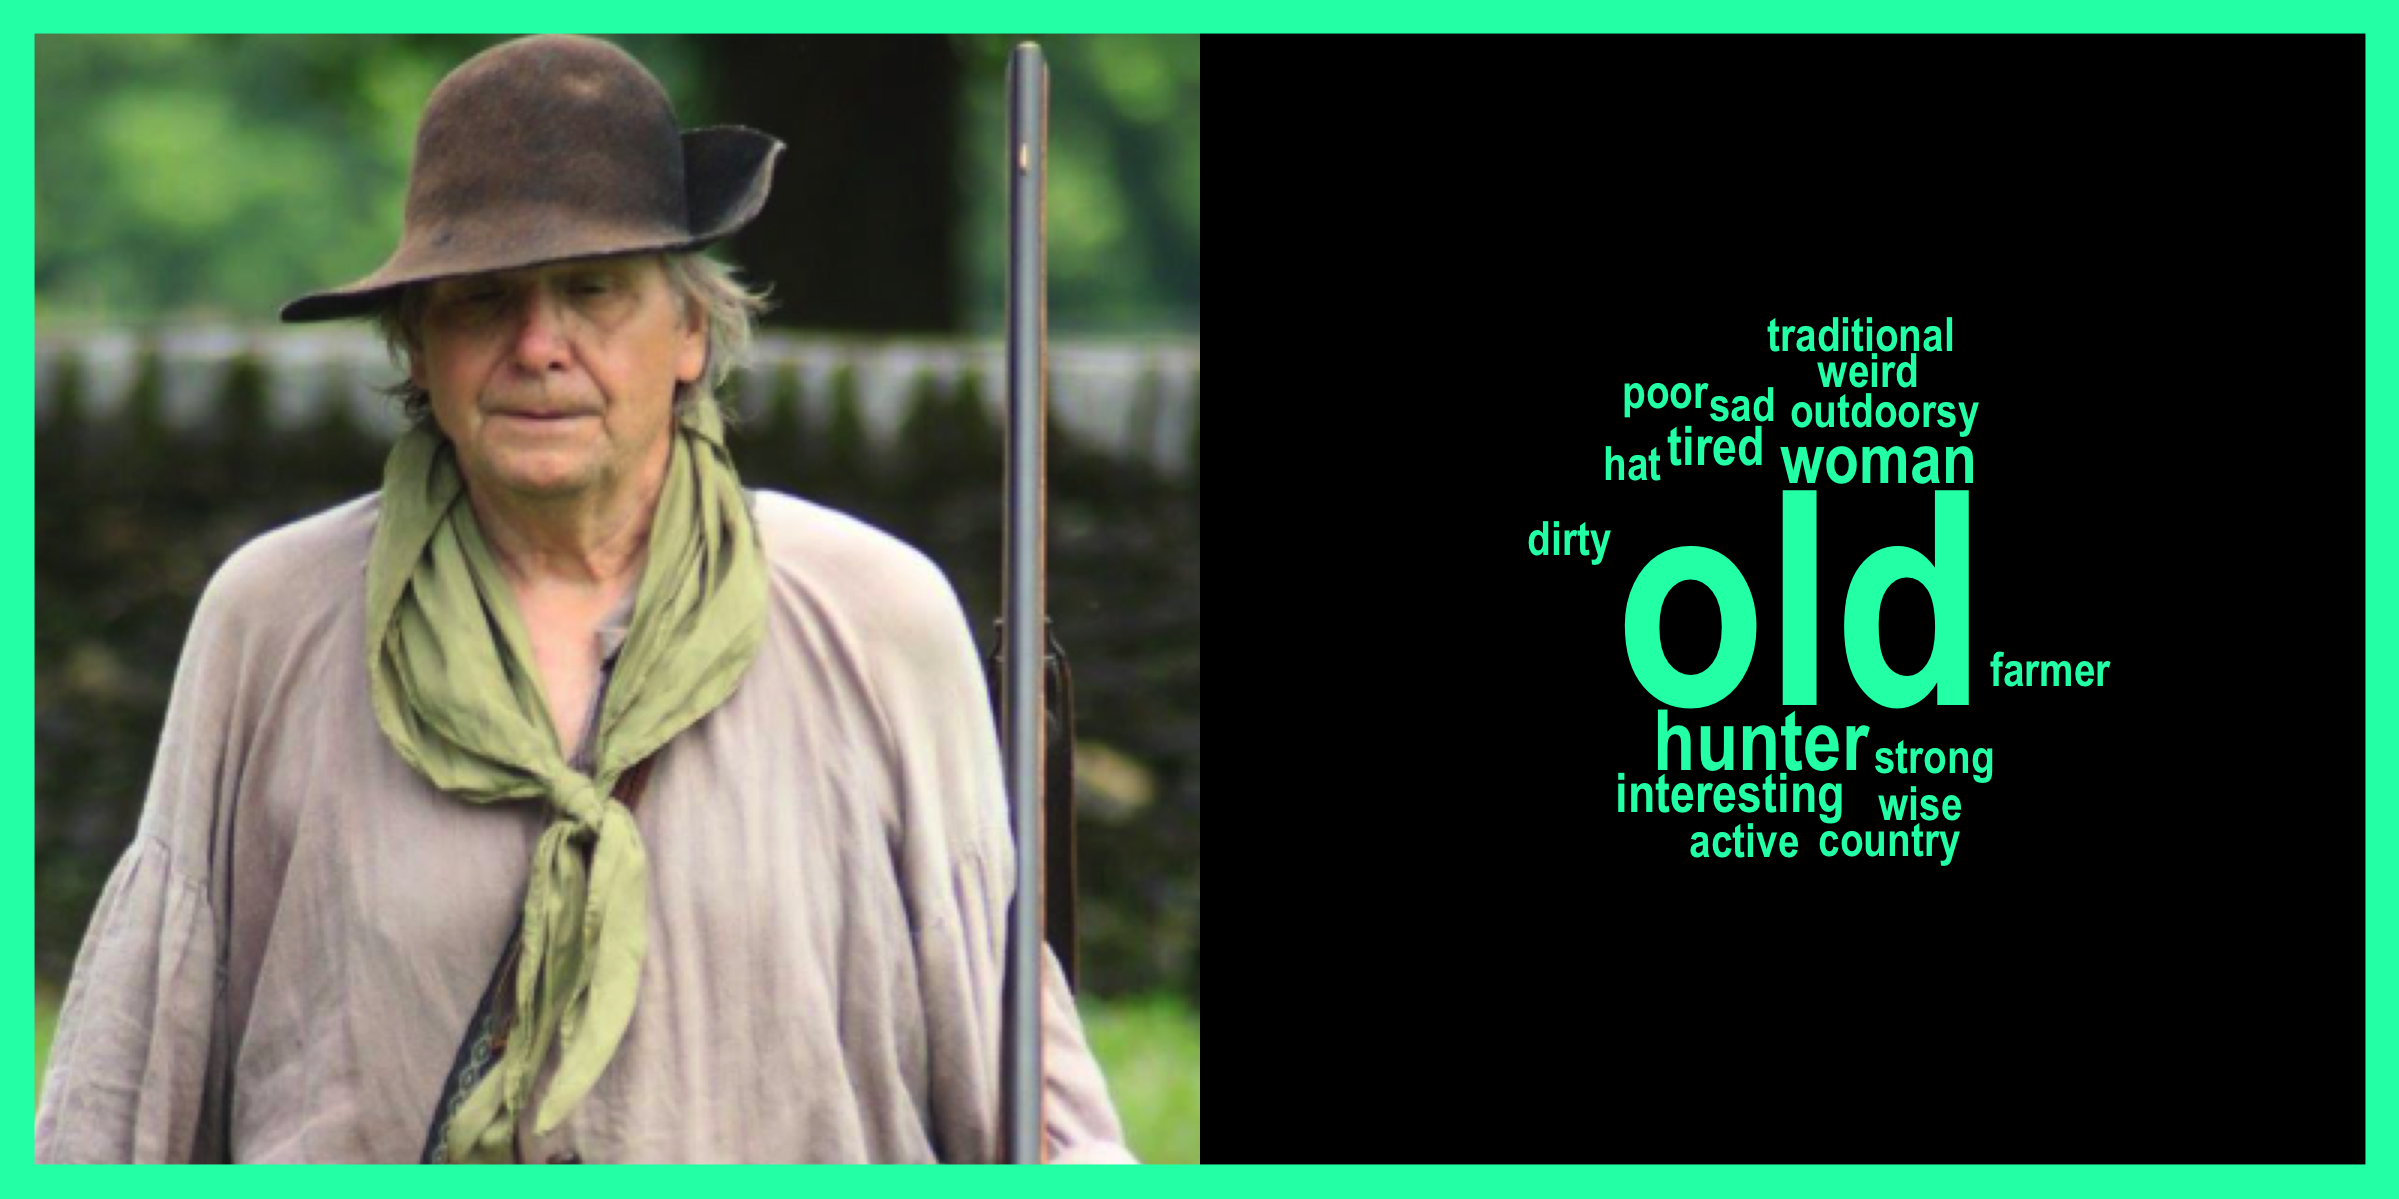 traditional
weird
poor sad outdoorsy
hat tired woman
dirty
old
farmer
hunter strong
interesting wise
active country